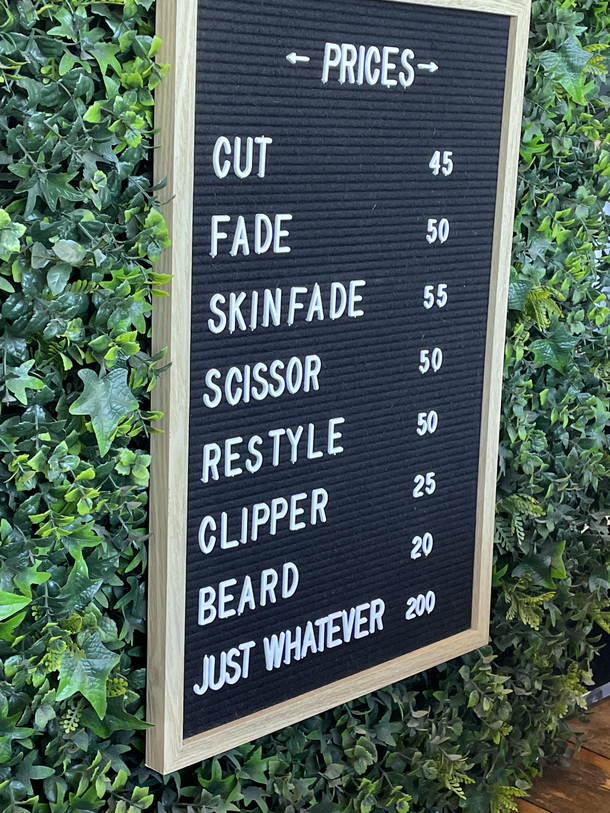 ← PRICES →
CUT 45
FADE 50
SKINFADE 55
SCISSOR 50
RESTYLE 50
CLIPPER 25
BEARD 20
JUST WHATEVER 200